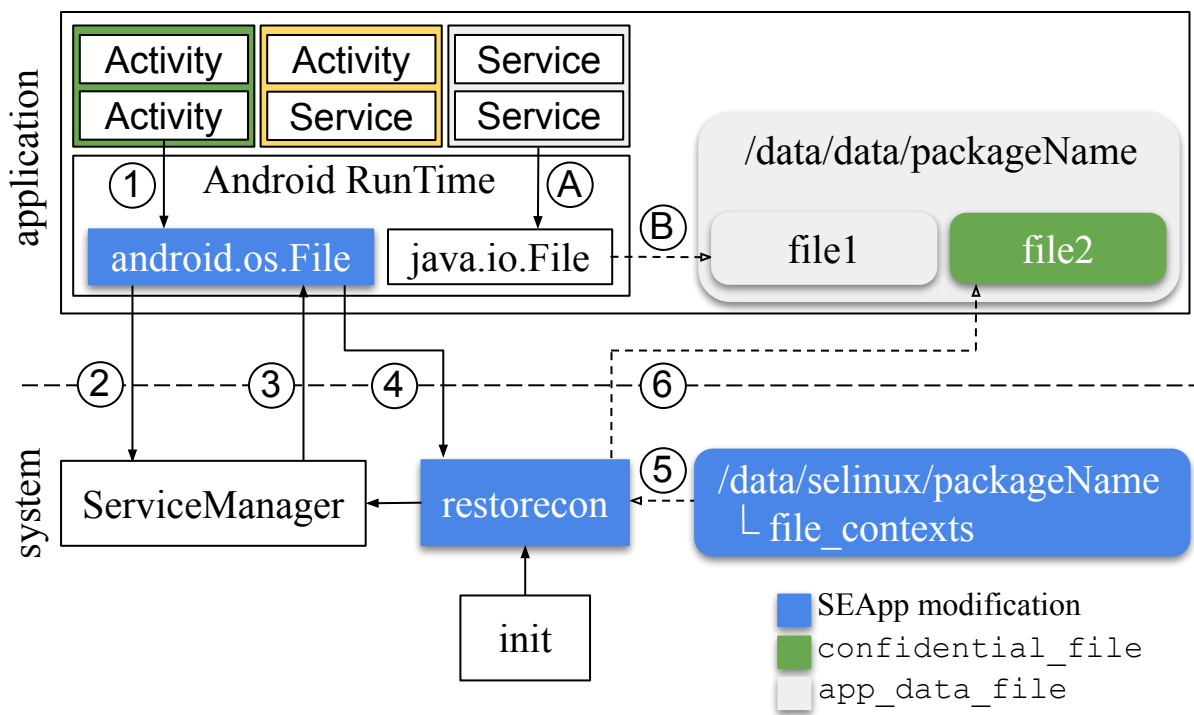 application
Activity
Activity
Activity
Service
Service
Service
Android RunTime
1
A
android.os.File
java.io.File
B
/data/data/packageName
file1
file2
2
3
4
6
system
ServiceManager
restorecon
5
/data/selinux/packageName
file_contexts
init
SEApp modification
confidential_file
app_data_file